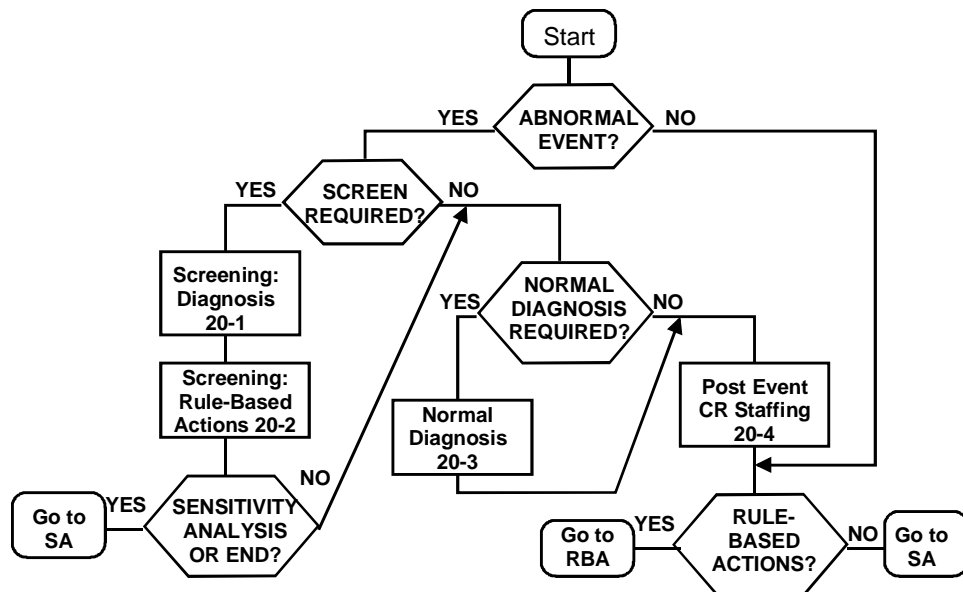 Start
ABNORMAL
EVENT?
YES
NO
SCREEN
REQUIRED?
YES
NO
Screening:
Diagnosis
20-1
NORMAL
DIAGNOSIS
REQUIRED?
YES
NO
Screening:
Rule-Based
Actions 20-2
Normal
Diagnosis
20-3
Post Event
CR Staffing
20-4
SENSITIVITY
ANALYSIS
OR END?
YES
NO
Go to
SA
RULE-
BASED
ACTIONS?
YES
NO
Go to
RBA
Go to
SA